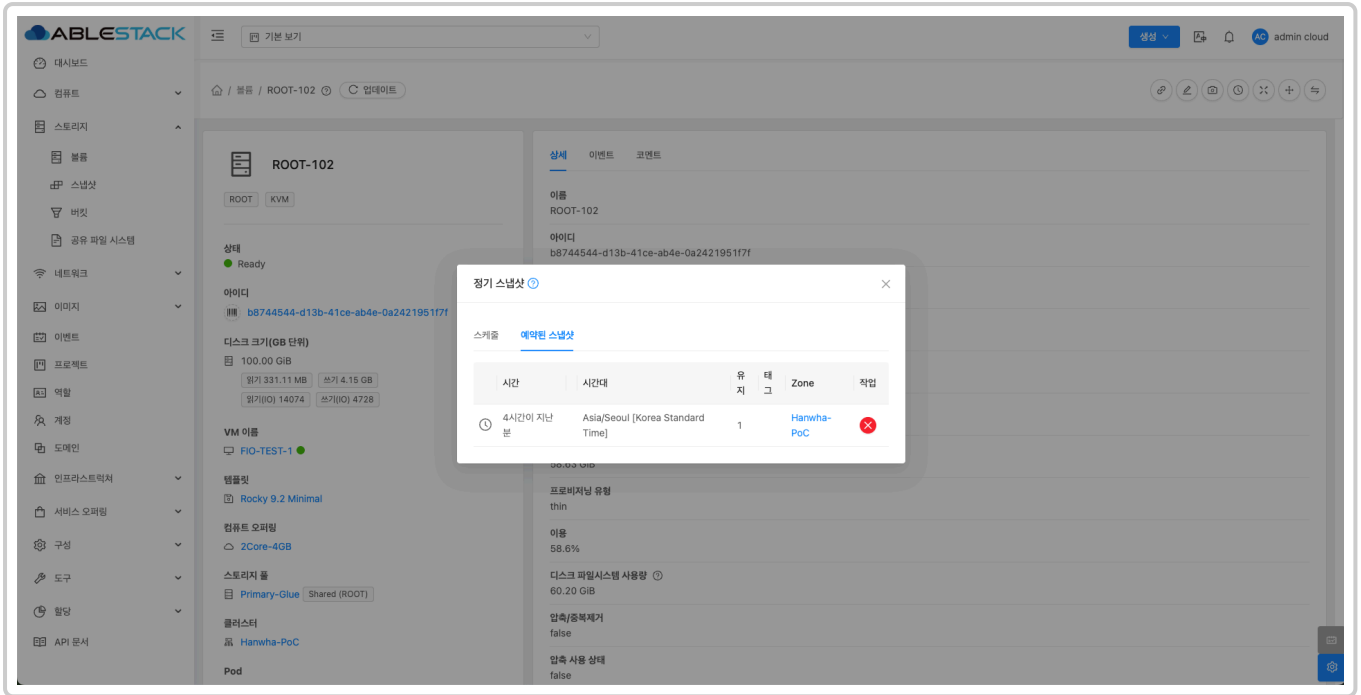 ABLESTACK
기본 보기
생성
admin cloud
AC
대시보드
컴퓨트
스토리지
볼륨
스냅샷
버킷
공유 파일 시스템
네트워크
이미지
이벤트
프로젝트
역할
계정
도메인
인프라스트럭쳐
서비스 오퍼링
구성
도구
할당
API 문서
/ 볼륨 / ROOT-102
업데이트
ROOT-102
ROOT
KVM
상태
Ready
아이디
b8744544-d13b-41ce-ab4e-0a2421951f7f
디스크 크기(GB 단위)
100.00 GiB
읽기 331.11 MB
쓰기 4.15 GB
읽기(IO) 14074
쓰기(IO) 4728
VM 이름
FIO-TEST-1
템플릿
Rocky 9.2 Minimal
컴퓨트 오퍼링
2Core-4GB
스토리지 풀
Primary-Glue
Shared (ROOT)
클러스터
Hanwha-PoC
Pod
상세
이벤트
코멘트
이름
ROOT-102
아이디
b8744544-d13b-41ce-ab4e-0a2421951f7f
정기 스냅샷
스케줄
예약된 스냅샷
시간
시간대
유
지
태
그
Zone
작업
4시간이 지난
분
Asia/Seoul [Korea Standard
Time]
1
Hanwha-
PoC
58.63 GiB
프로비저닝 유형
thin
이용
58.6%
디스크 파일시스템 사용량
60.20 GiB
압축/중복제거
false
압축 사용 상태
false